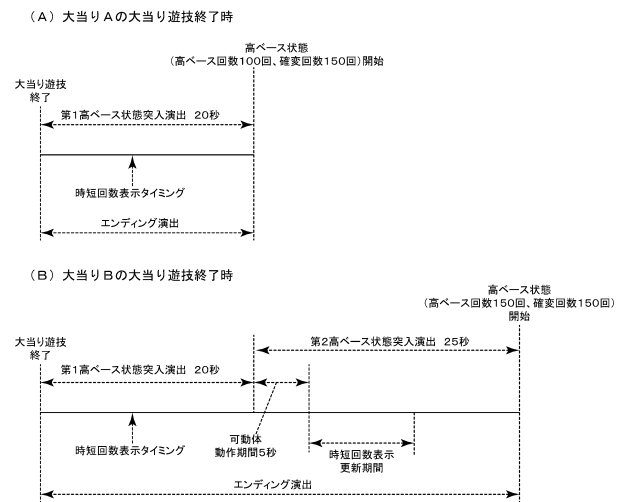 （A）大当りAの大当り遊技終了時
高ベース状態
（高ベース回数100回、確変回数150回）開始
大当り遊技
終了
第1高ベース状態突入演出　20秒
時短回数表示タイミング
エンディング演出
（B）大当りBの大当り遊技終了時
高ベース状態
（高ベース回数150回、確変回数150回）
開始
大当り遊技
終了
第2高ベース状態突入演出　25秒
第1高ベース状態突入演出　20秒
時短回数表示タイミング
可動体
動作期間5秒
時短回数表示
更新期間
エンディング演出